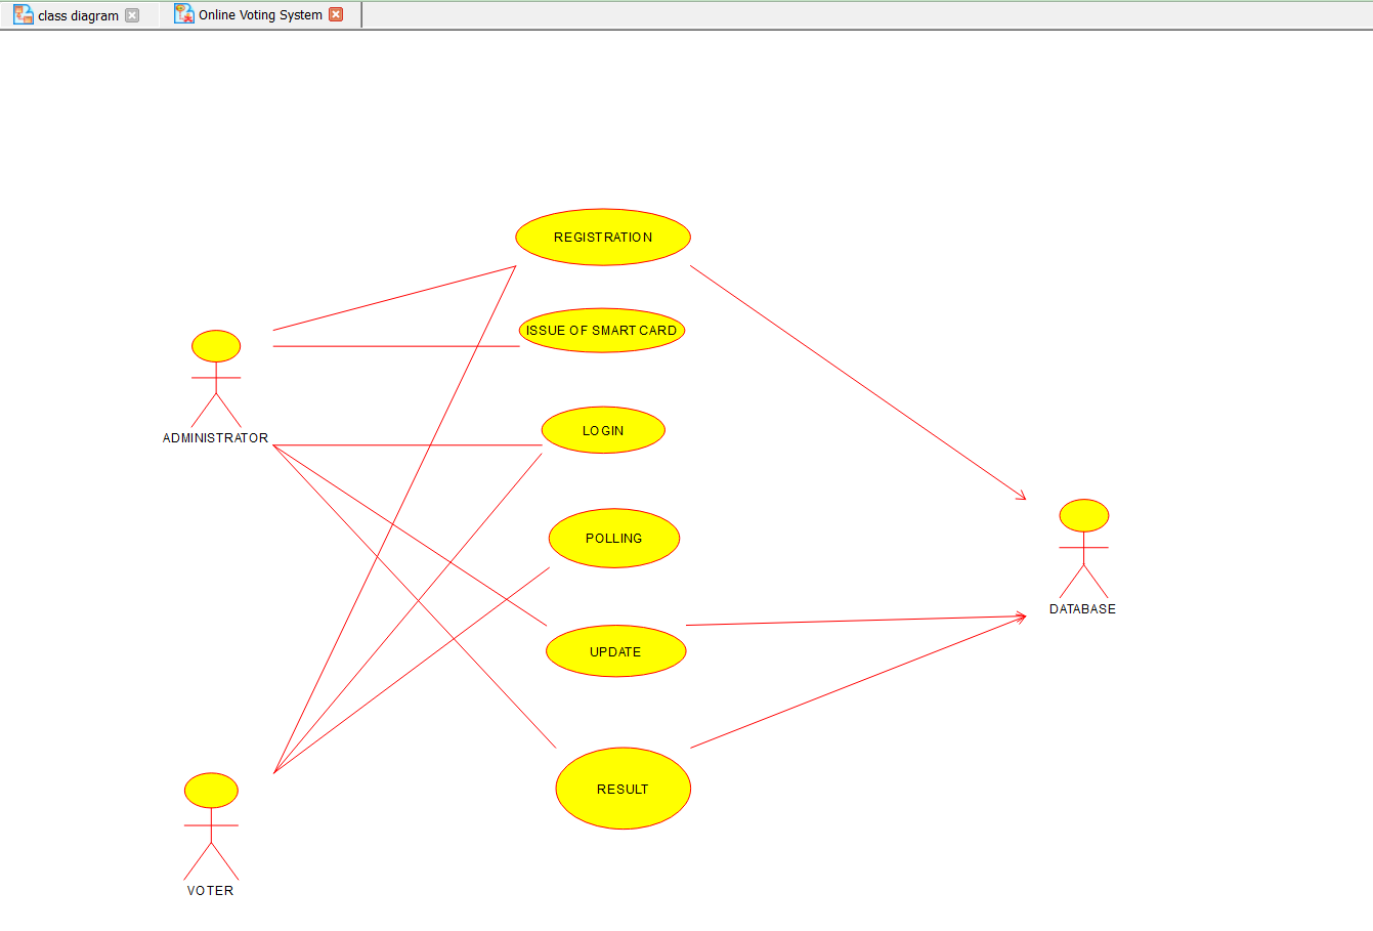 class diagram
Online Voting System
REGISTRATION
ISSUE OF SMART CARD
ADMINISTRATOR
LOGIN
POLLING
DATABASE
UPDATE
RESULT
VOTER